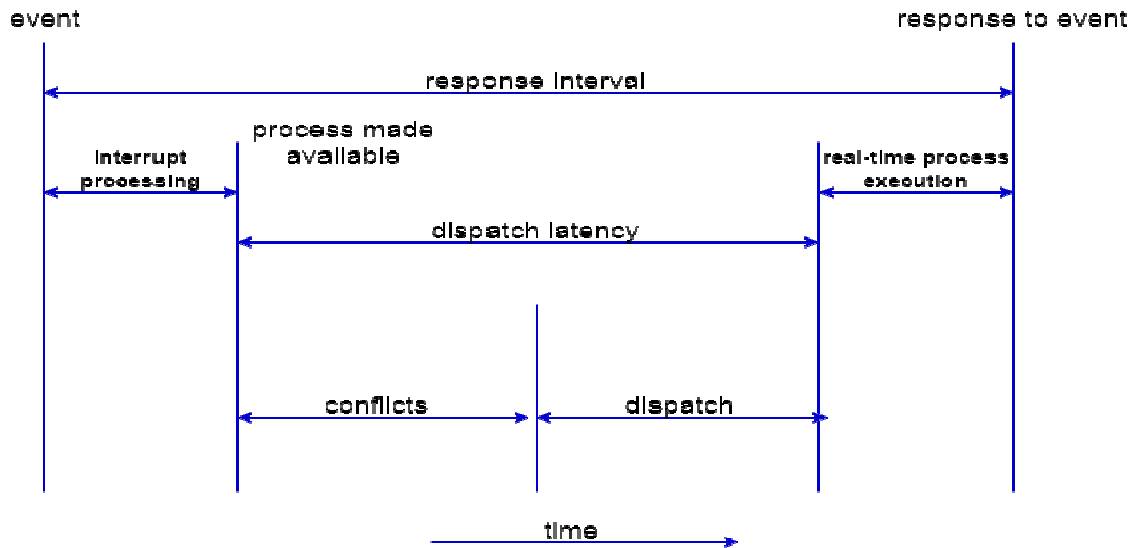 event
response to event
response interval
process made
available
interrupt
processing
real-time process
execution
dispatch latency
conflicts
dispatch
time